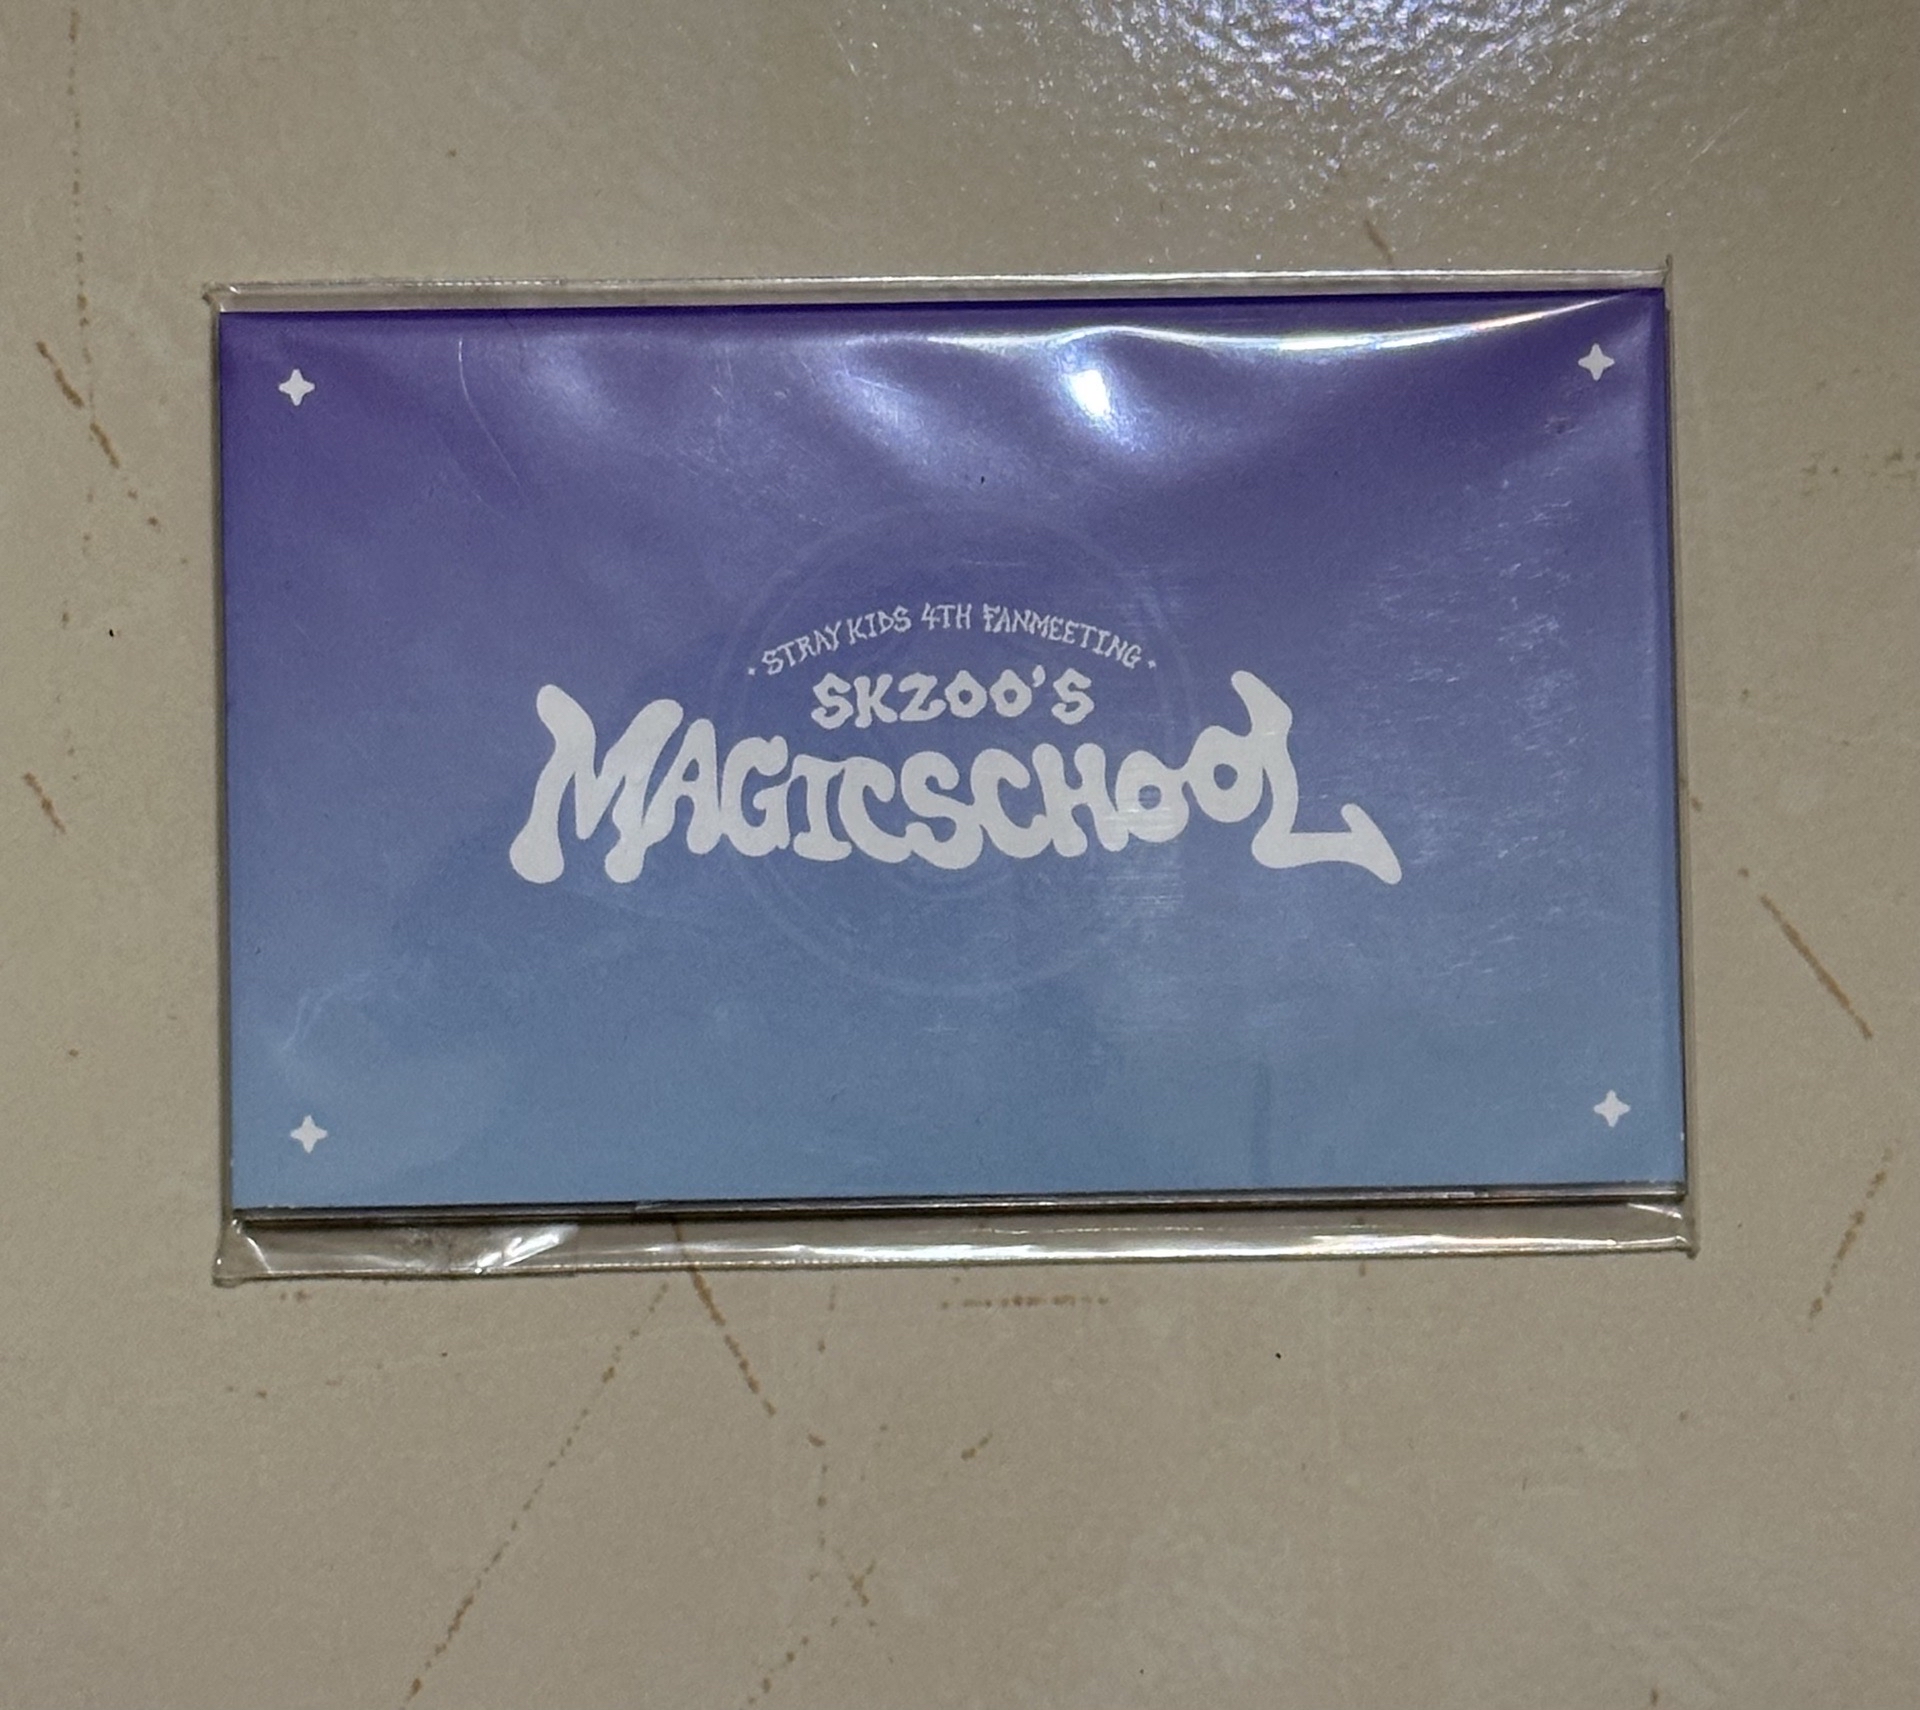 • STRAY KIDS 4TH FANMEETING •
SKZOO'S
MAGICSCHOOL